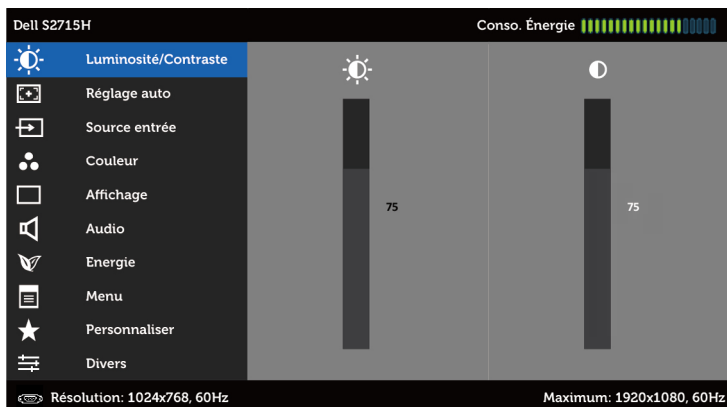 Dell S2715H
Conso. Énergie
Luminosité/Contraste
Réglage auto
Source entrée
Couleur
Affichage
Audio
Energie
Menu
Personnaliser
Divers
75
75
Résolution: 1024x768, 60Hz
Maximum: 1920x1080, 60Hz